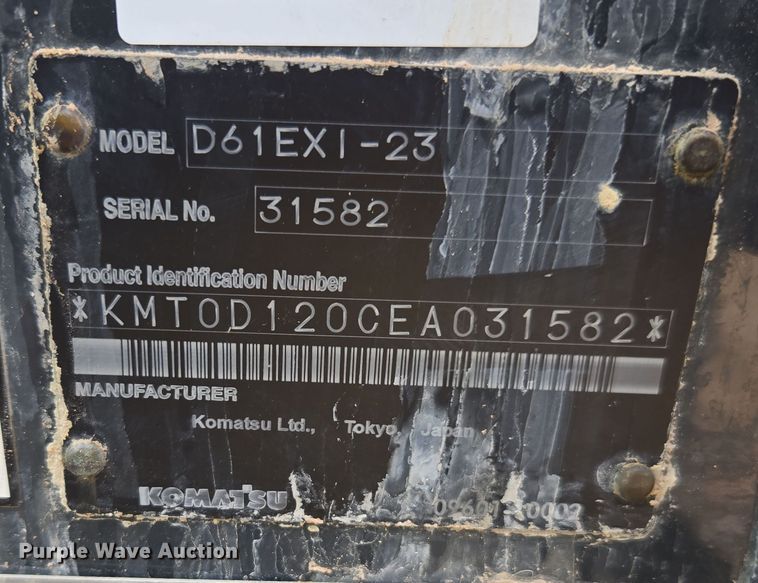 MODEL D61EXI-23
SERIAL No. 31582
Product Identification Number
*KMT0D120CEA031582*
MANUFACTURER
Komatsu Ltd., Tokyo, Japan
KOMATSU
Purple Wave Auction